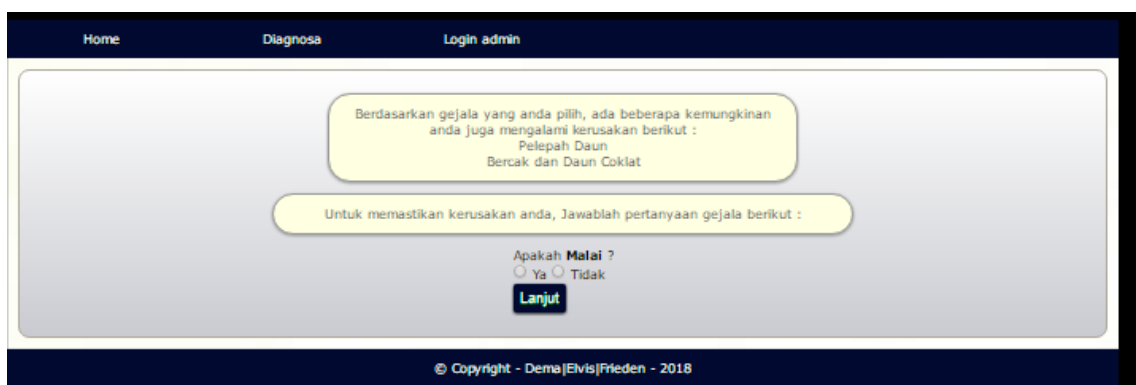 Home Diagnosa Login admin
Berdasarkan gejala yang anda pilih, ada beberapa kemungkinan
anda juga mengalami kerusakan berikut :
Pelepah Daun
Bercak dan Daun Coklat
Untuk memastikan kerusakan anda, Jawablah pertanyaan gejala berikut :
Apakah Malai ?
Ya Tidak
Lanjut
© Copyright - Dema|Elvis|Frieden - 2018